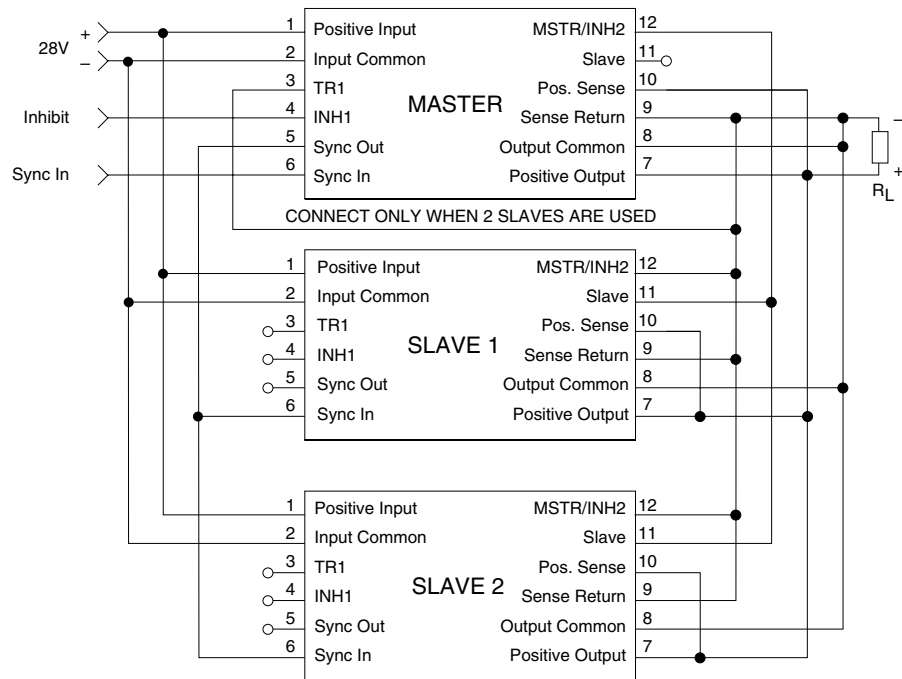 28V
+
–
Inhibit
Sync In
1 Positive Input MSTR/INH2 12
2 Input Common Slave 11
3 TR1 Pos. Sense 10
MASTER
4 INH1 Sense Return 9
5 Sync Out Output Common 8
6 Sync In Positive Output 7
–
+
RL
CONNECT ONLY WHEN 2 SLAVES ARE USED
1 Positive Input MSTR/INH2 12
2 Input Common Slave 11
3 TR1 Pos. Sense 10
SLAVE 1
4 INH1 Sense Return 9
5 Sync Out Output Common 8
6 Sync In Positive Output 7
1 Positive Input MSTR/INH2 12
2 Input Common Slave 11
3 TR1 Pos. Sense 10
SLAVE 2
4 INH1 Sense Return 9
5 Sync Out Output Common 8
6 Sync In Positive Output 7